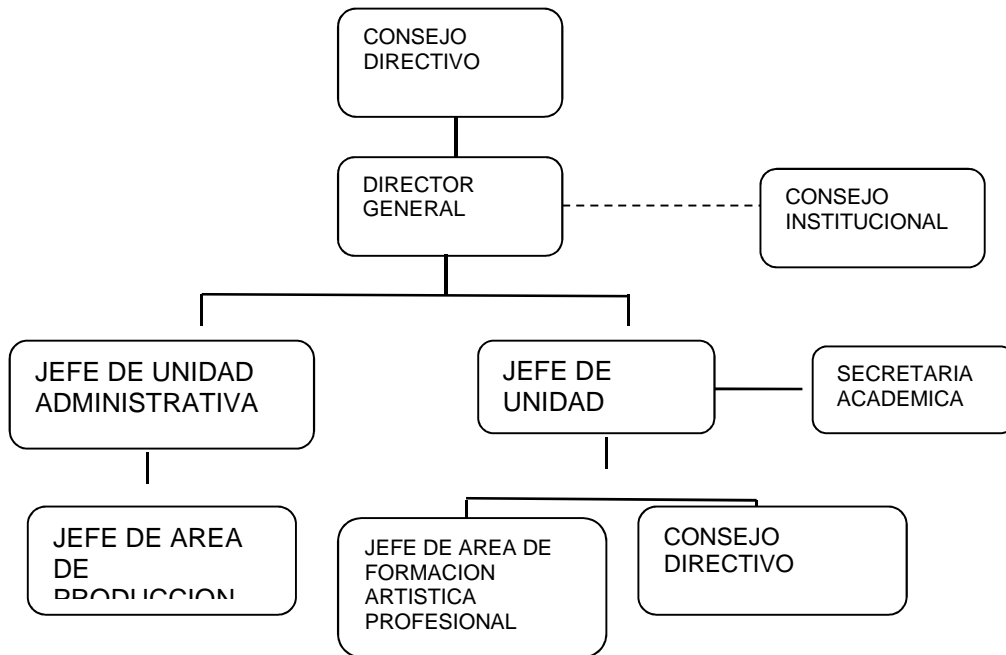 CONSEJO
DIRECTIVO
DIRECTOR
GENERAL
CONSEJO
INSTITUCIONAL
JEFE DE UNIDAD
ADMINISTRATIVA
JEFE DE
UNIDAD
SECRETARIA
ACADEMICA
JEFE DE AREA
DE
PRODUCCION
JEFE DE AREA DE
FORMACION
ARTISTICA
PROFESIONAL
CONSEJO
DIRECTIVO